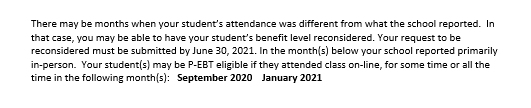 There may be months when your student's attendance was different from what the school reported.  In
that case, you may be able to have your student's benefit level reconsidered. Your request to be
reconsidered must be submitted by June 30, 2021. In the month(s) below your school reported primarily
in-person.  Your student(s) may be P-EBT eligible if they attended class on-line, for some time or all the
time in the following month(s):   September 2020   January 2021